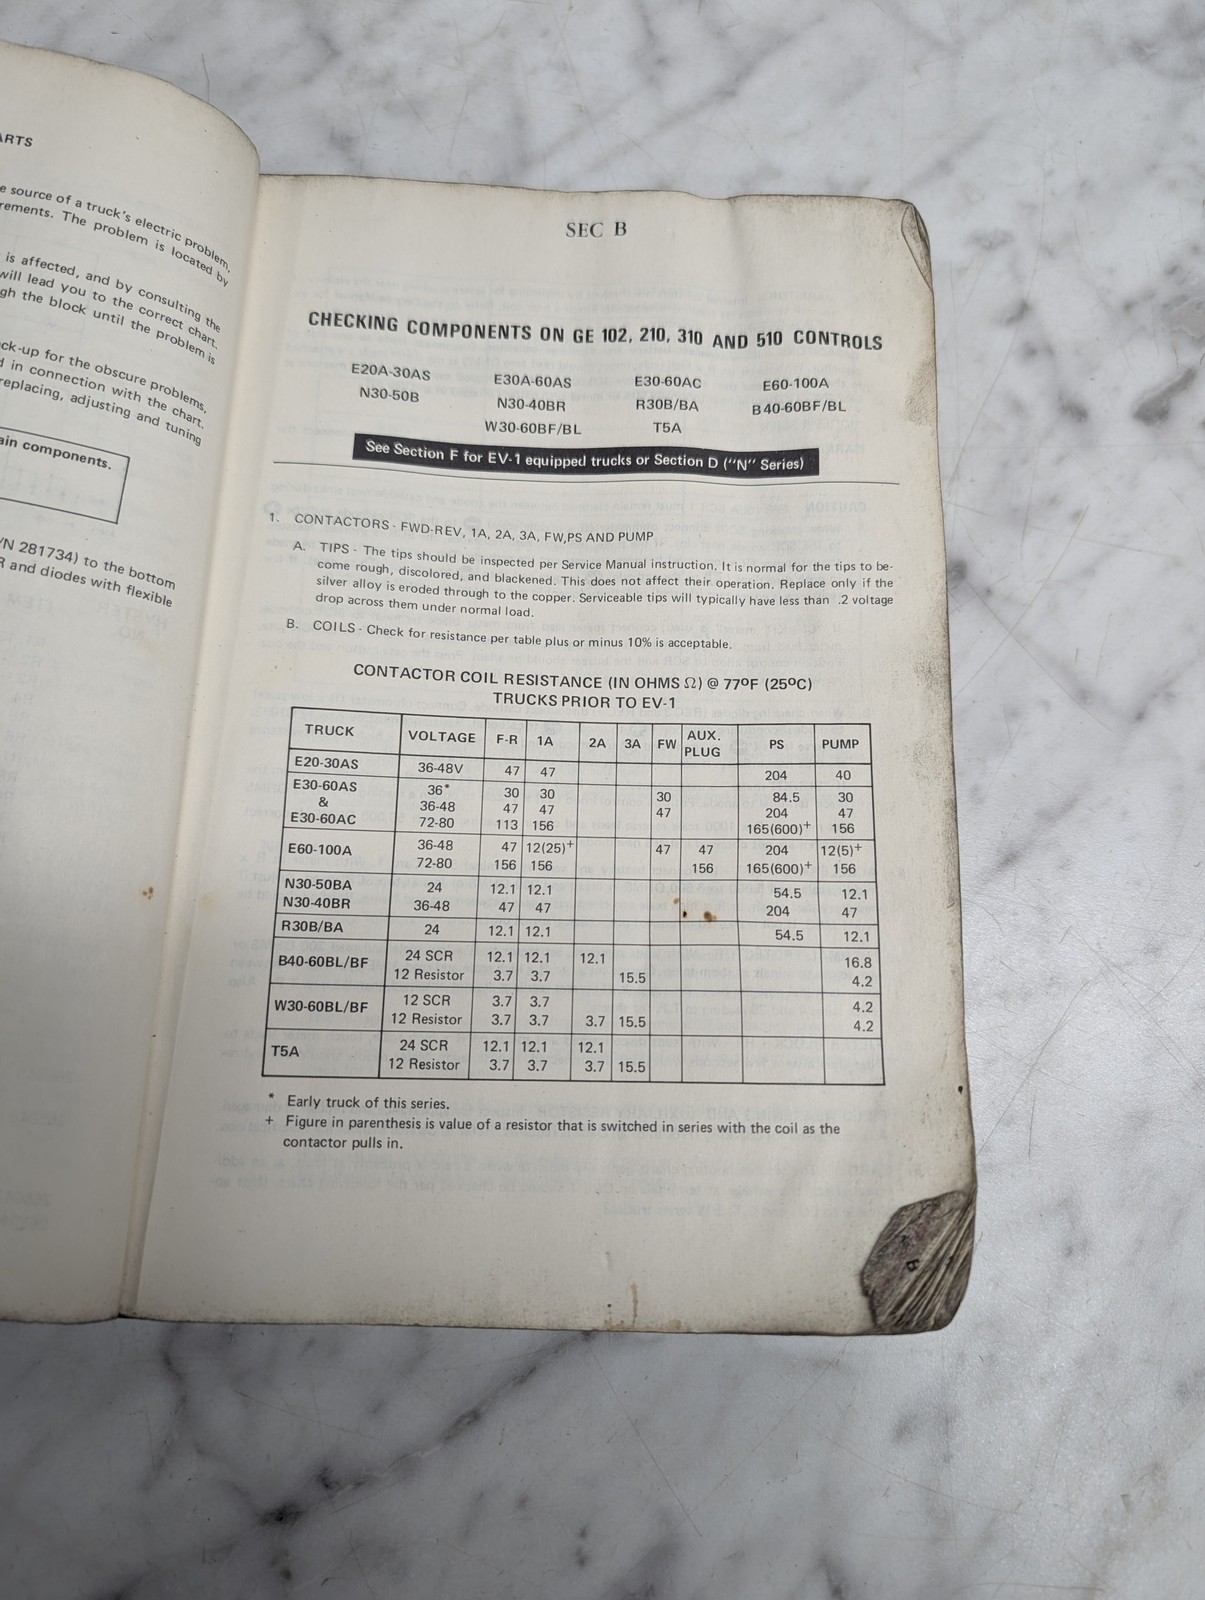 ARTS
e source of a truck's electric problem,
rements. The problem is located by
is affected, and by consulting the
will lead you to the correct chart.
gh the block until the problem is
ck-up for the obscure problems,
d in connection with the chart.
replacing, adjusting and tuning
ain components.
/N 281734) to the bottom
R and diodes with flexible
SEC B
CHECKING COMPONENTS ON GE 102, 210, 310 AND 510 CONTROLS
E20A-30AS E30A-60AS E30-60AC E60-100A
N30-50B N30-40BR R30B/BA B40-60BF/BL
W30-60BF/BL T5A
See Section F for EV-1 equipped trucks or Section D ("N" Series)
1. CONTACTORS - FWD-REV, 1A, 2A, 3A, FW,PS AND PUMP
A. TIPS - The tips should be inspected per Service Manual instruction. It is normal for the tips to be-
come rough, discolored, and blackened. This does not affect their operation. Replace only if the
silver alloy is eroded through to the copper. Serviceable tips will typically have less than .2 voltage
drop across them under normal load.
B. COILS - Check for resistance per table plus or minus 10% is acceptable.
CONTACTOR COIL RESISTANCE (IN OHMS Ω) @ 77ºF (25ºC)
TRUCKS PRIOR TO EV-1
TRUCK VOLTAGE F-R 1A 2A 3A FW AUX. PLUG PS PUMP
E20-30AS 36-48V 47 47 204 40
E30-60AS 36* 30 30 30 84.5 30
& 36-48 47 47 47 204 47
E30-60AC 72-80 113 156 165(600)+ 156
E60-100A 36-48 47 12(25)+ 47 47 204 12(5)+
72-80 156 156 156 165(600)+ 156
N30-50BA 24 12.1 12.1 54.5 12.1
N30-40BR 36-48 47 47 204 47
R30B/BA 24 12.1 12.1 54.5 12.1
B40-60BL/BF 24 SCR 12.1 12.1 12.1 16.8
12 Resistor 3.7 3.7 15.5 4.2
W30-60BL/BF 12 SCR 3.7 3.7 4.2
12 Resistor 3.7 3.7 3.7 15.5 4.2
T5A 24 SCR 12.1 12.1 12.1
12 Resistor 3.7 3.7 3.7 15.5
* Early truck of this series.
+ Figure in parenthesis is value of a resistor that is switched in series with the coil as the
contactor pulls in.